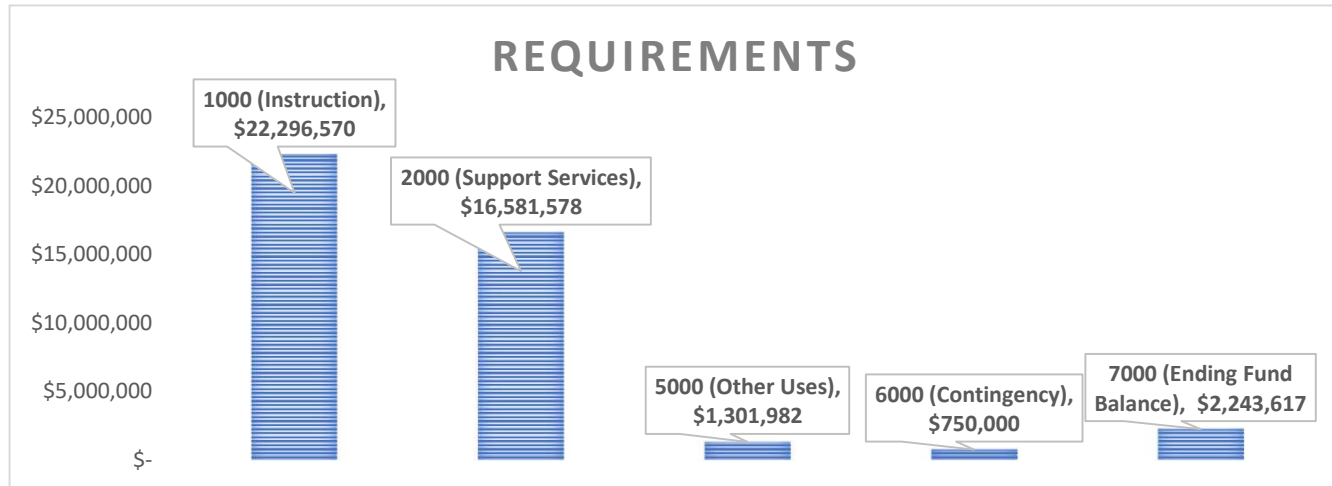 REQUIREMENTS
$25,000,000
$20,000,000
$15,000,000
$10,000,000
$5,000,000
$-
1000 (Instruction),
$22,296,570
2000 (Support Services),
$16,581,578
5000 (Other Uses),
$1,301,982
6000 (Contingency),
$750,000
7000 (Ending Fund
Balance), $2,243,617